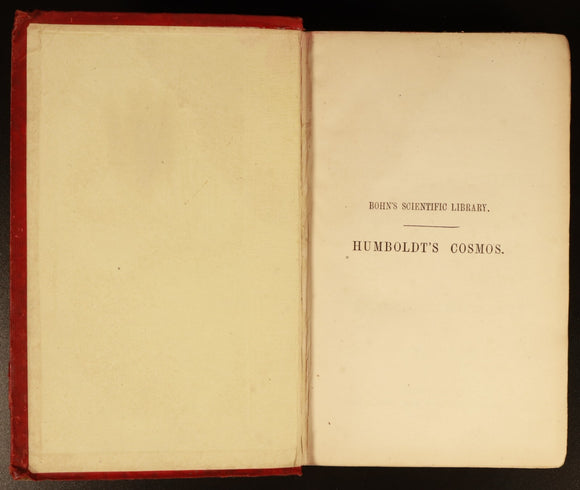 BOHN'S SCIENTIFIC LIBRARY.
HUMBOLDT'S COSMOS.